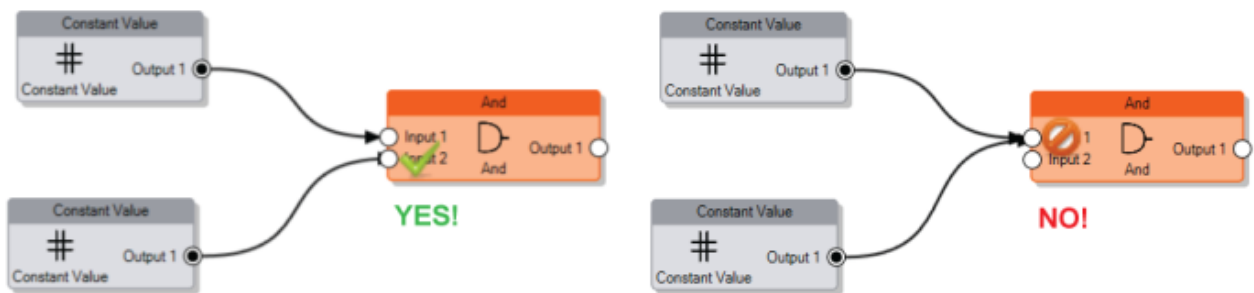 Constant Value
Output 1
Constant Value
And
Input 1
Input 2
Output 1
And
YES!
Constant Value
Output 1
Constant Value
Constant Value
Output 1
Constant Value
And
1
Input 2
Output 1
And
NO!
Constant Value
Output 1
Constant Value